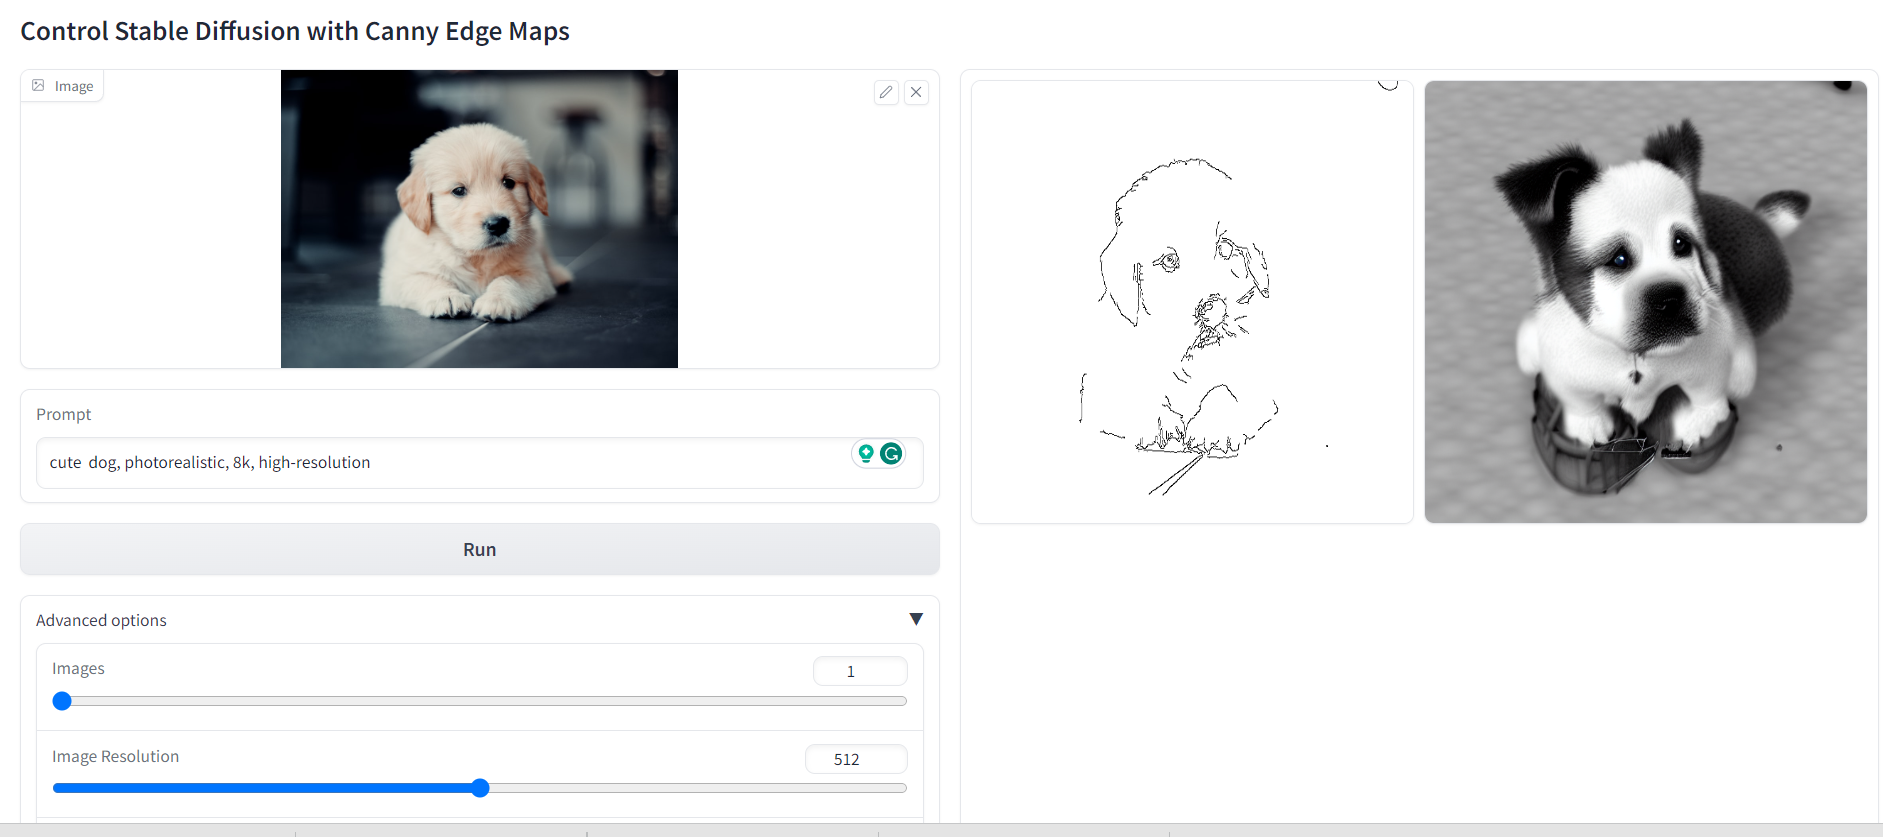 Control Stable Diffusion with Canny Edge Maps
Image
Prompt
cute  dog, photorealistic, 8k, high-resolution
Run
Advanced options
Images
1
Image Resolution
512